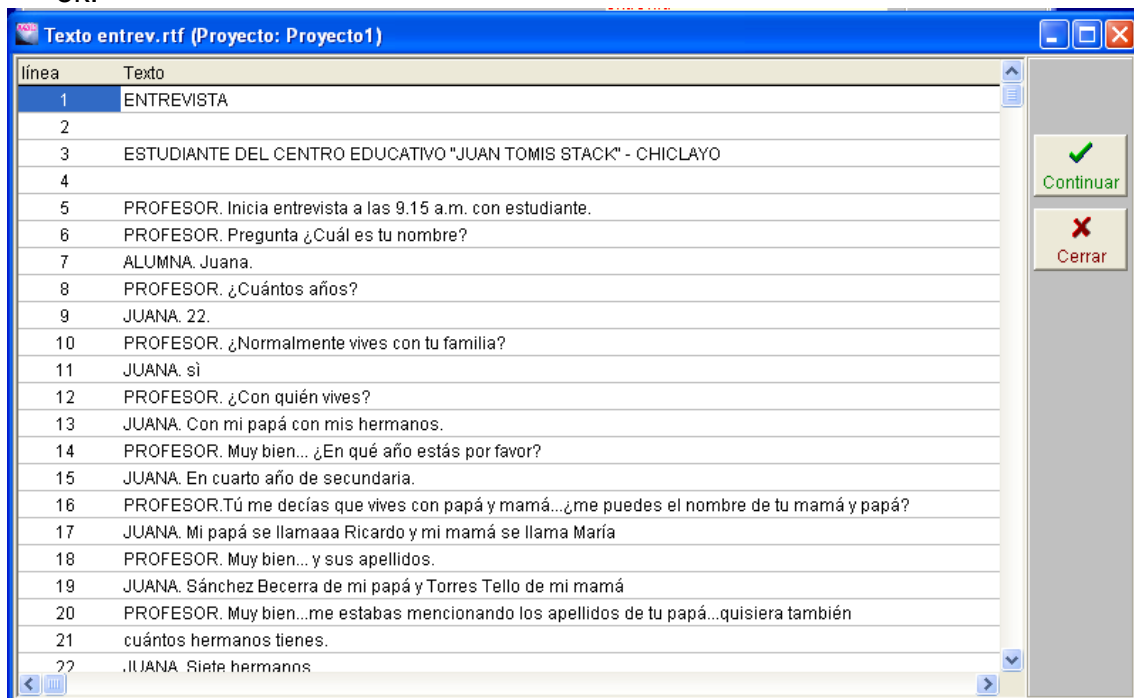 Texto entrev.rtf (Proyecto: Proyecto1)
línea Texto
1 ENTREVISTA
2
3 ESTUDIANTE DEL CENTRO EDUCATIVO "JUAN TOMIS STACK" - CHICLAYO
4
5 PROFESOR. Inicia entrevista a las 9.15 a.m. con estudiante.
6 PROFESOR. Pregunta ¿Cuál es tu nombre?
7 ALUMNA. Juana.
8 PROFESOR. ¿Cuántos años?
9 JUANA. 22.
10 PROFESOR. ¿Normalmente vives con tu familia?
11 JUANA. sì
12 PROFESOR. ¿Con quién vives?
13 JUANA. Con mi papá con mis hermanos.
14 PROFESOR. Muy bien... ¿En qué año estás por favor?
15 JUANA. En cuarto año de secundaria.
16 PROFESOR.Tú me decías que vives con papá y mamá...¿me puedes el nombre de tu mamá y papá?
17 JUANA. Mi papá se llamaaa Ricardo y mi mamá se llama María
18 PROFESOR. Muy bien... y sus apellidos.
19 JUANA. Sánchez Becerra de mi papá y Torres Tello de mi mamá
20 PROFESOR. Muy bien...me estabas mencionando los apellidos de tu papá...quisiera también
21 cuántos hermanos tienes.
22 JUANA. Siete hermanos
Continuar
Cerrar